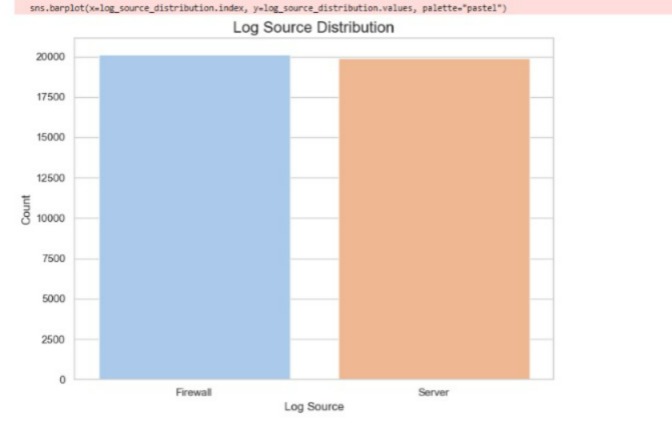 sns.barplot(x=log_source_distribution.index, y=log_source_distribution.values, palette="pastel")
Log Source Distribution
20000
17500
15000
12500
10000
7500
5000
2500
0
Count
Firewall Server
Log Source